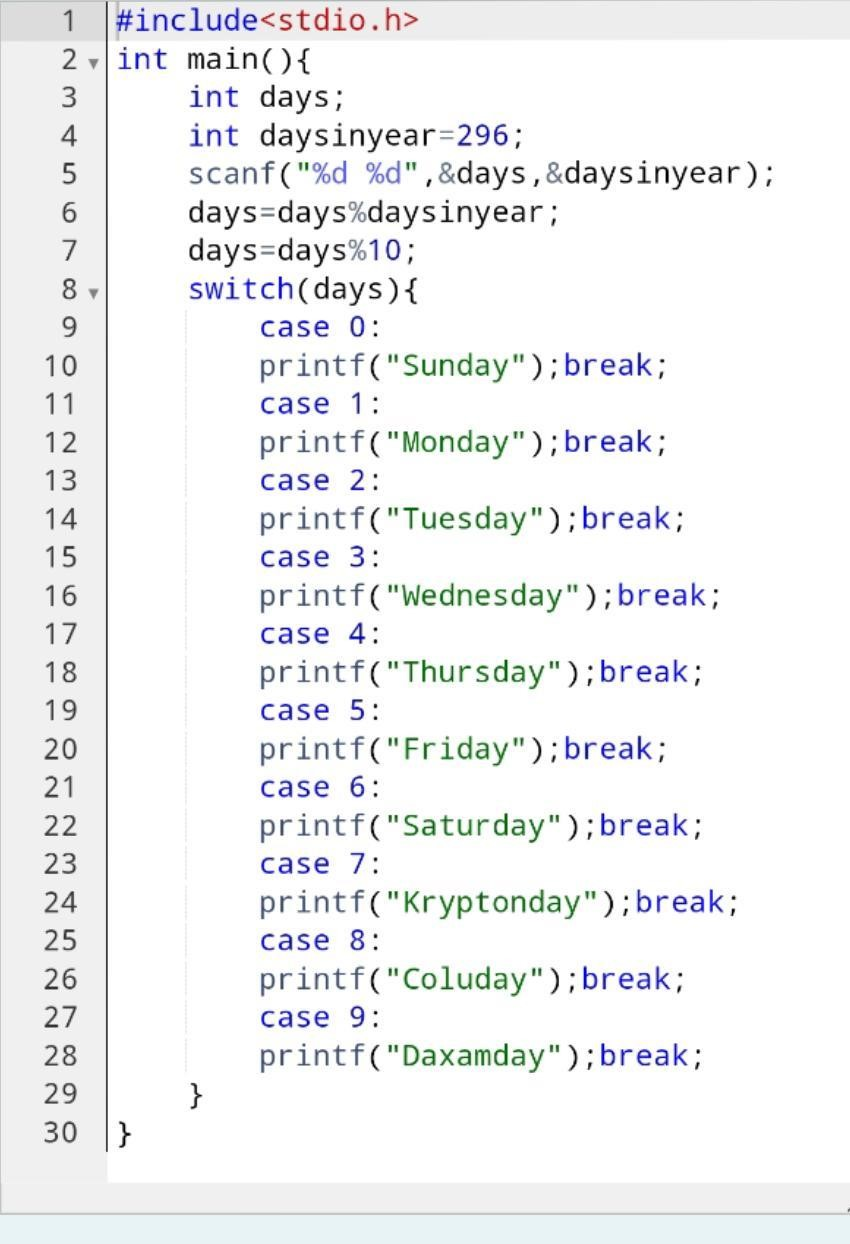 1 #include<stdio.h>
2 int main(){
3 int days;
4 int daysinyear=296;
5 scanf("%d %d",&days,&daysinyear);
6 days=days%daysinyear;
7 days=days%10;
8 switch(days){
9 case 0:
10 printf("Sunday");break;
11 case 1:
12 printf("Monday");break;
13 case 2:
14 printf("Tuesday");break;
15 case 3:
16 printf("Wednesday");break;
17 case 4:
18 printf("Thursday");break;
19 case 5:
20 printf("Friday");break;
21 case 6:
22 printf("Saturday");break;
23 case 7:
24 printf("Kryptonday");break;
25 case 8:
26 printf("Coluday");break;
27 case 9:
28 printf("Daxamday");break;
29 }
30 }